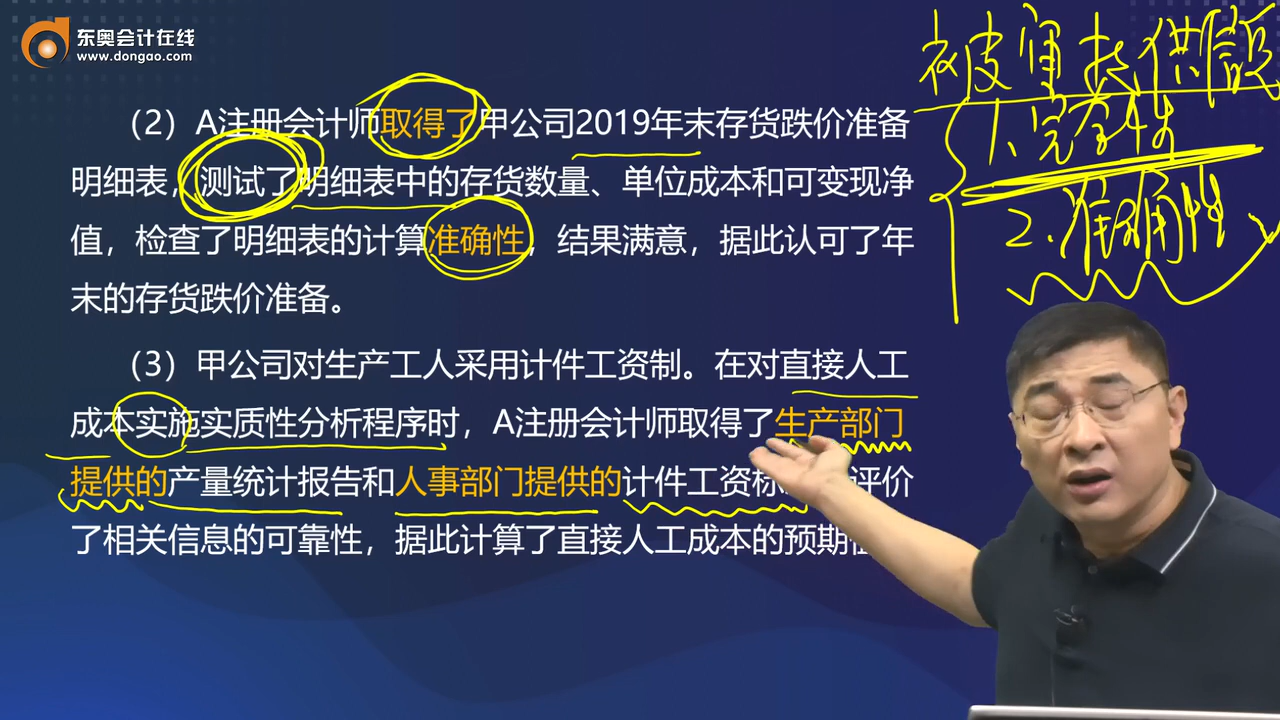 东奥会计在线
www.dongao.com
被审
1、完全性
2、准确性
（2）A注册会计师取得了甲公司2019年末存货跌价准备
明细表，测试了明细表中的存货数量、单位成本和可变现净
值，检查了明细表的计算准确性，结果满意，据此认可了年
末的存货跌价准备。
（3）甲公司对生产工人采用计件工资制。在对直接人工
成本实施实质性分析程序时，A注册会计师取得了生产部门
提供的产量统计报告和人事部门提供的计件工资标 评价
了相关信息的可靠性，据此计算了直接人工成本的预期